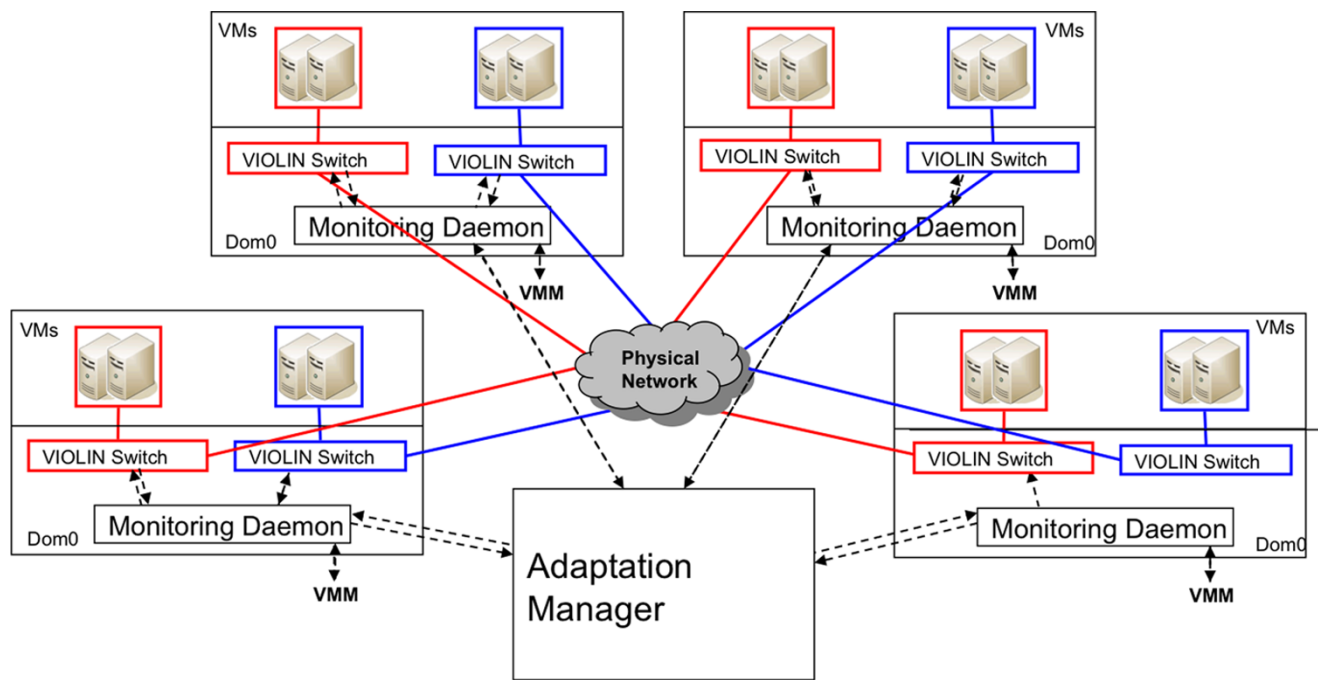 VMs
VIOLIN Switch
VIOLIN Switch
Monitoring Daemon
Dom0
VMM
VMs
VIOLIN Switch
VIOLIN Switch
Monitoring Daemon
Dom0
VMM
VMs
VIOLIN Switch
VIOLIN Switch
Monitoring Daemon
Dom0
VMM
Physical
Network
VMs
VIOLIN Switch
VIOLIN Switch
Monitoring Daemon
Dom0
VMM
Adaptation
Manager